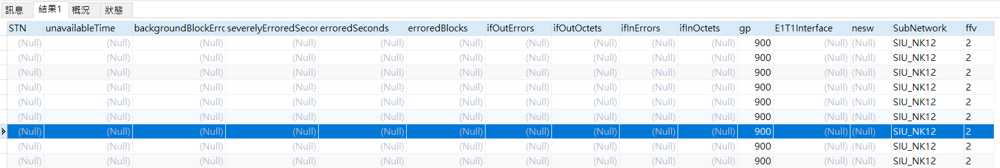 訊息 結果1 概況 狀態
STN unavailableTime backgroundBlockErro severelyErroredSecor erroredSeconds erroredBlocks ifOutErrors ifOutOctets ifInErrors ifInOctets gp E1T1Interface nesw SubNetwork ffv
(Null) (Null) (Null) (Null) (Null) (Null) (Null) (Null) (Null) (Null) 900 (Null) (Null) SIU_NK12 2
(Null) (Null) (Null) (Null) (Null) (Null) (Null) (Null) (Null) (Null) 900 (Null) (Null) SIU_NK12 2
(Null) (Null) (Null) (Null) (Null) (Null) (Null) (Null) (Null) (Null) 900 (Null) (Null) SIU_NK12 2
(Null) (Null) (Null) (Null) (Null) (Null) (Null) (Null) (Null) (Null) 900 (Null) (Null) SIU_NK12 2
(Null) (Null) (Null) (Null) (Null) (Null) (Null) (Null) (Null) (Null) 900 (Null) (Null) SIU_NK12 2
(Null) (Null) (Null) (Null) (Null) (Null) (Null) (Null) (Null) (Null) 900 (Null) (Null) SIU_NK12 2
(Null) (Null) (Null) (Null) (Null) (Null) (Null) (Null) (Null) (Null) 900 (Null) (Null) SIU_NK12 2
(Null) (Null) (Null) (Null) (Null) (Null) (Null) (Null) (Null) (Null) 900 (Null) (Null) SIU_NK12 2
(Null) (Null) (Null) (Null) (Null) (Null) (Null) (Null) (Null) (Null) 900 (Null) (Null) SIU_NK12 2